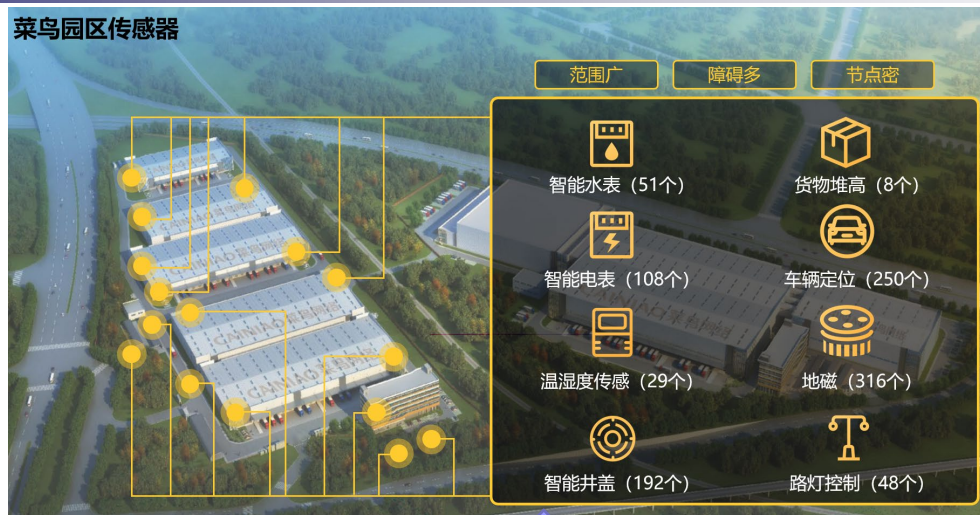 菜鸟园区传感器
范围广
障碍多
节点密
智能水表（51个）
货物堆高（8个）
智能电表（108个）
车辆定位（250个）
温湿度传感（29个）
地磁（316个）
智能井盖（192个）
路灯控制（48个）